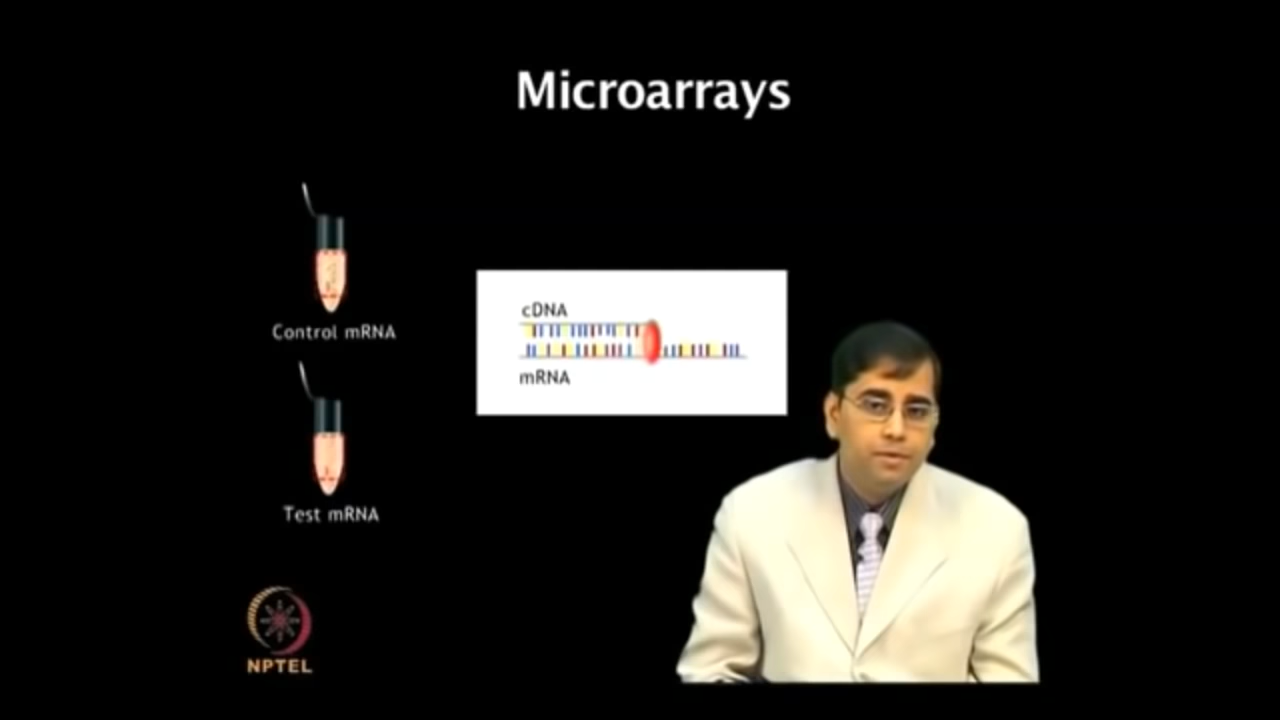 Microarrays
Control mRNA
cDNA
mRNA
Test mRNA
NPTEL